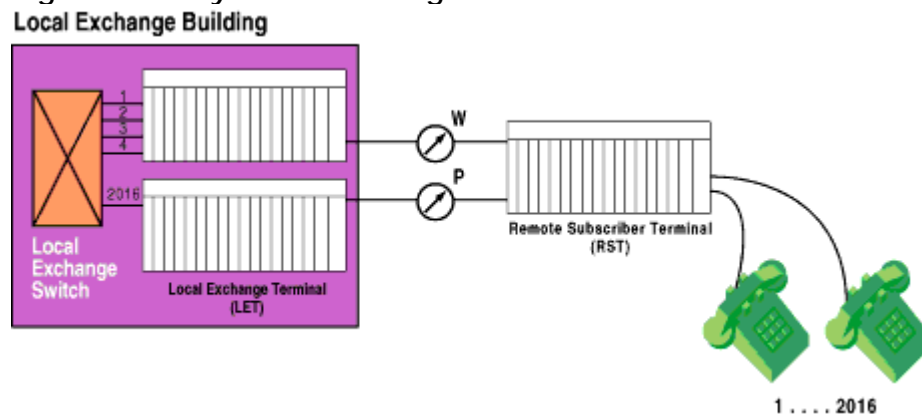 Local Exchange Building
1
2
3
4
2016
Local
Exchange
Switch
Local Exchange Terminal
(LET)
W
P
Remote Subscriber Terminal
(RST)
1 . . . . 2016